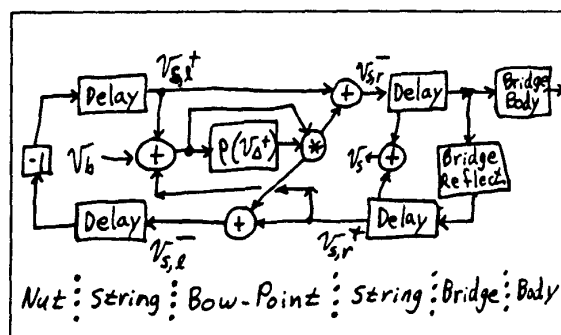 V_{s,l}^+
V_{s,r}^-
Delay
+
Delay
Bridge Body
-1
V_b
+
ρ(V_Δ^+)
*
V_s
+
Bridge Reflect
Delay
+
Delay
V_{s,l}^-
V_{s,r}^+
Nut ⋮ String ⋮ Bow-Point ⋮ String ⋮ Bridge ⋮ Body